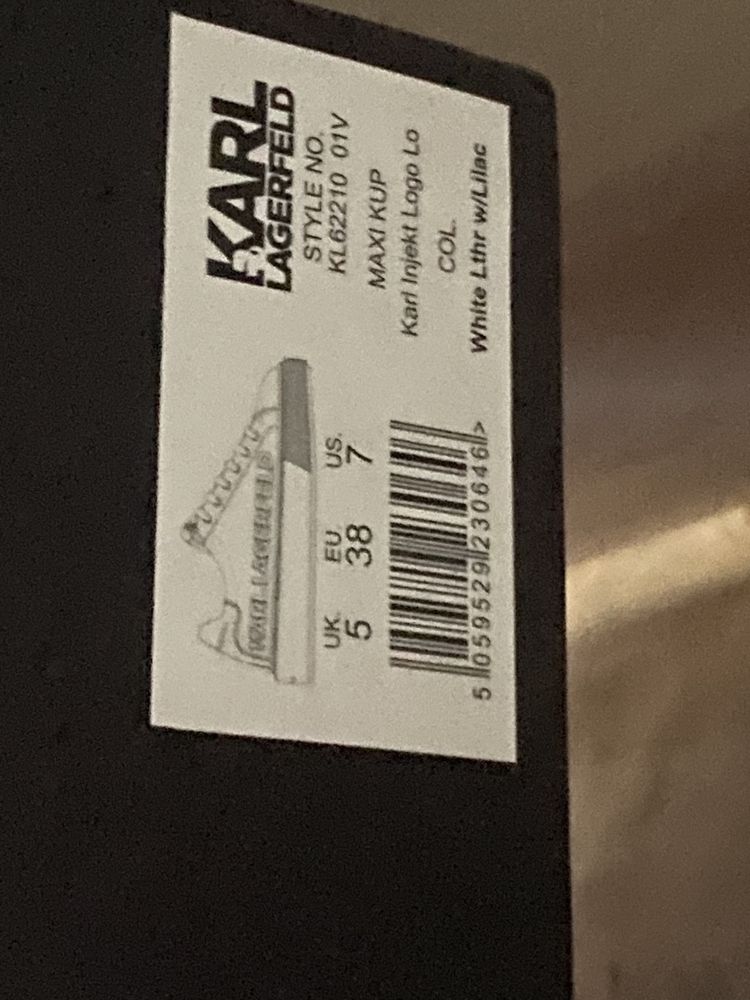 KARL
LAGERFELD
STYLE NO.
KL62210 01V
MAXI KUP
Karl Injekt Logo Lo
COL.
White Lthr w/Lilac
KARL LAGERFELD
UK. EU. US.
5 38 7
5 059529 230646 >